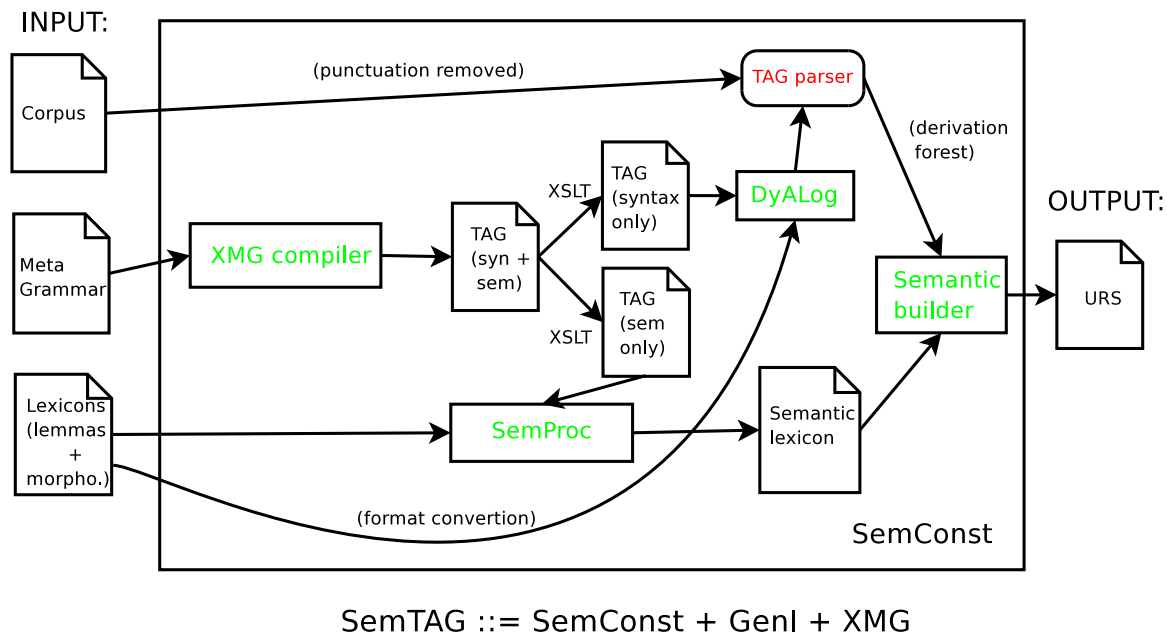 INPUT:
Corpus
(punctuation removed)
TAG parser
(derivation
forest)
TAG
(syntax
only)
XSLT
DyALog
OUTPUT:
Meta
Grammar
XMG compiler
TAG
(syn +
sem)
XSLT
TAG
(sem
only)
Semantic
builder
URS
Lexicons
(lemmas
+
morpho.)
SemProc
Semantic
lexicon
(format convertion)
SemConst
SemTAG ::= SemConst + GenI + XMG